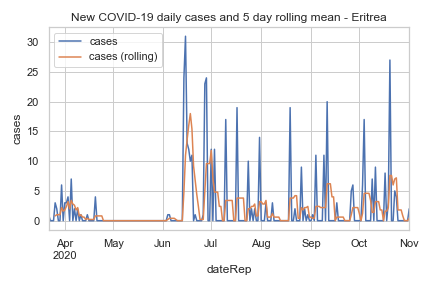 New COVID-19 daily cases and 5 day rolling mean - Eritrea
cases
cases (rolling)
30
25
20
15
10
5
0
cases
Apr May Jun Jul Aug Sep Oct Nov
2020
dateRep